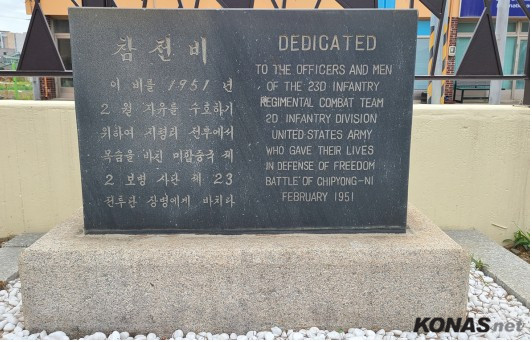 참전비
이 비를 1951년
2월 자유를 수호하기
위하여 지평리 전투에서
목숨을 바친 미합중국 제
2 보병 사단 제 23
전투단 장병에게 바치다
DEDICATED
TO THE OFFICERS AND MEN
OF THE 23D INFANTRY
REGIMENTAL COMBAT TEAM
2D INFANTRY DIVISION
UNITED STATES ARMY
WHO GAVE THEIR LIVES
IN DEFENSE OF FREEDOM
BATTLE OF CHIPYONG-NI
FEBRUARY 1951
KONAS.net